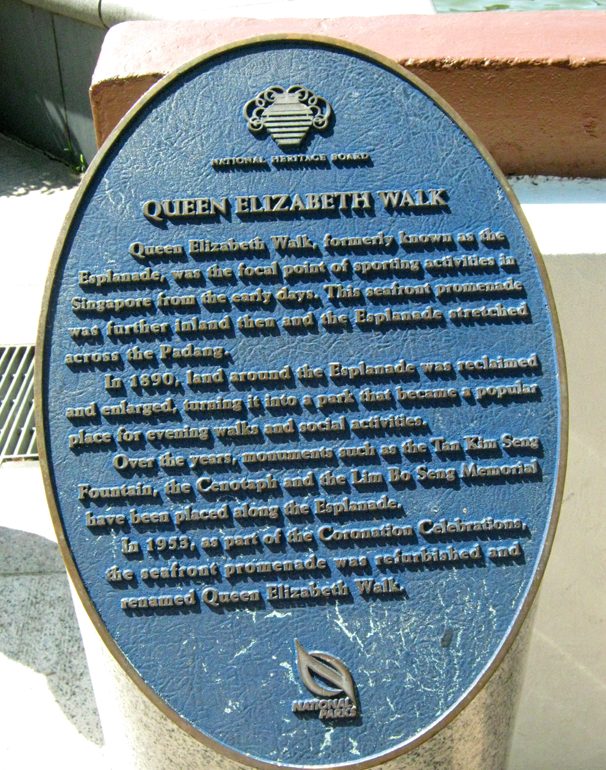 NATIONAL HERITAGE BOARD
QUEEN ELIZABETH WALK
Queen Elizabeth Walk, formerly known as the
Esplanade, was the focal point of sporting activities in
Singapore from the early days. This seafront promenade
was further inland then and the Esplanade stretched
across the Padang.
In 1890, land around the Esplanade was reclaimed
and enlarged, turning it into a park that became a popular
place for evening walks and social activities.
Over the years, monuments such as the Tan Kim Seng
Fountain, the Cenotaph and the Lim Bo Seng Memorial
have been placed along the Esplanade.
In 1953, as part of the Coronation Celebrations,
the seafront promenade was refurbished and
renamed Queen Elizabeth Walk.
NATIONAL
PARKS